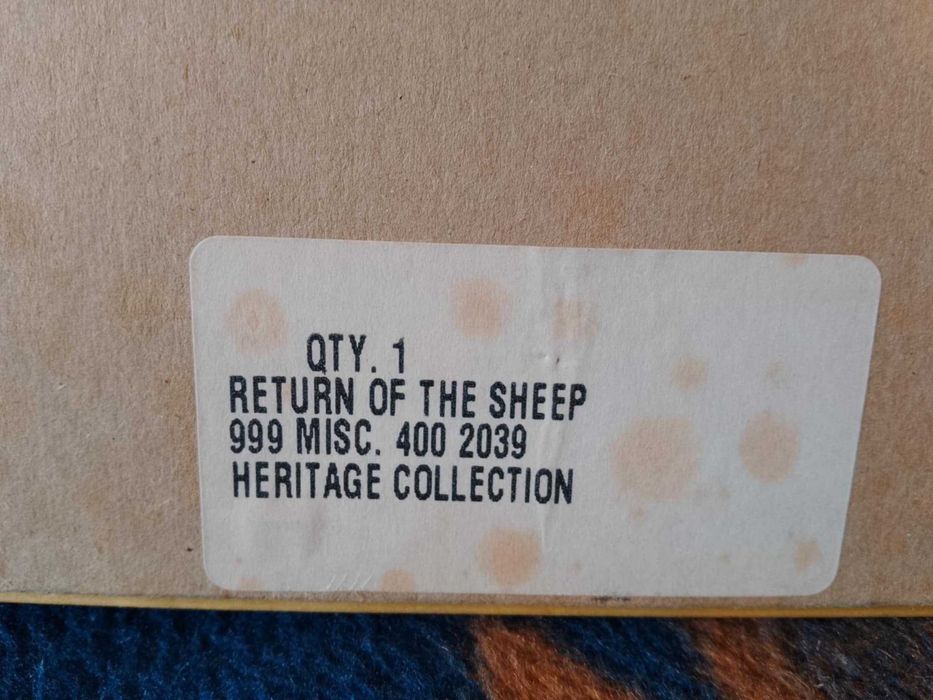 QTY. 1
RETURN OF THE SHEEP
999 MISC. 400 2039
HERITAGE COLLECTION